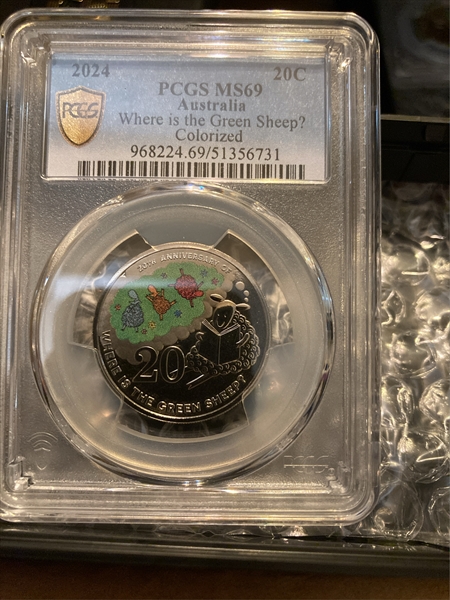 2024 20C
PCGS MS69
Australia
Where is the Green Sheep?
Colorized
968224.69/51356731
PCGS
20TH ANNIVERSARY OF
20
WHERE IS THE GREEN SHEEP?
PCGS